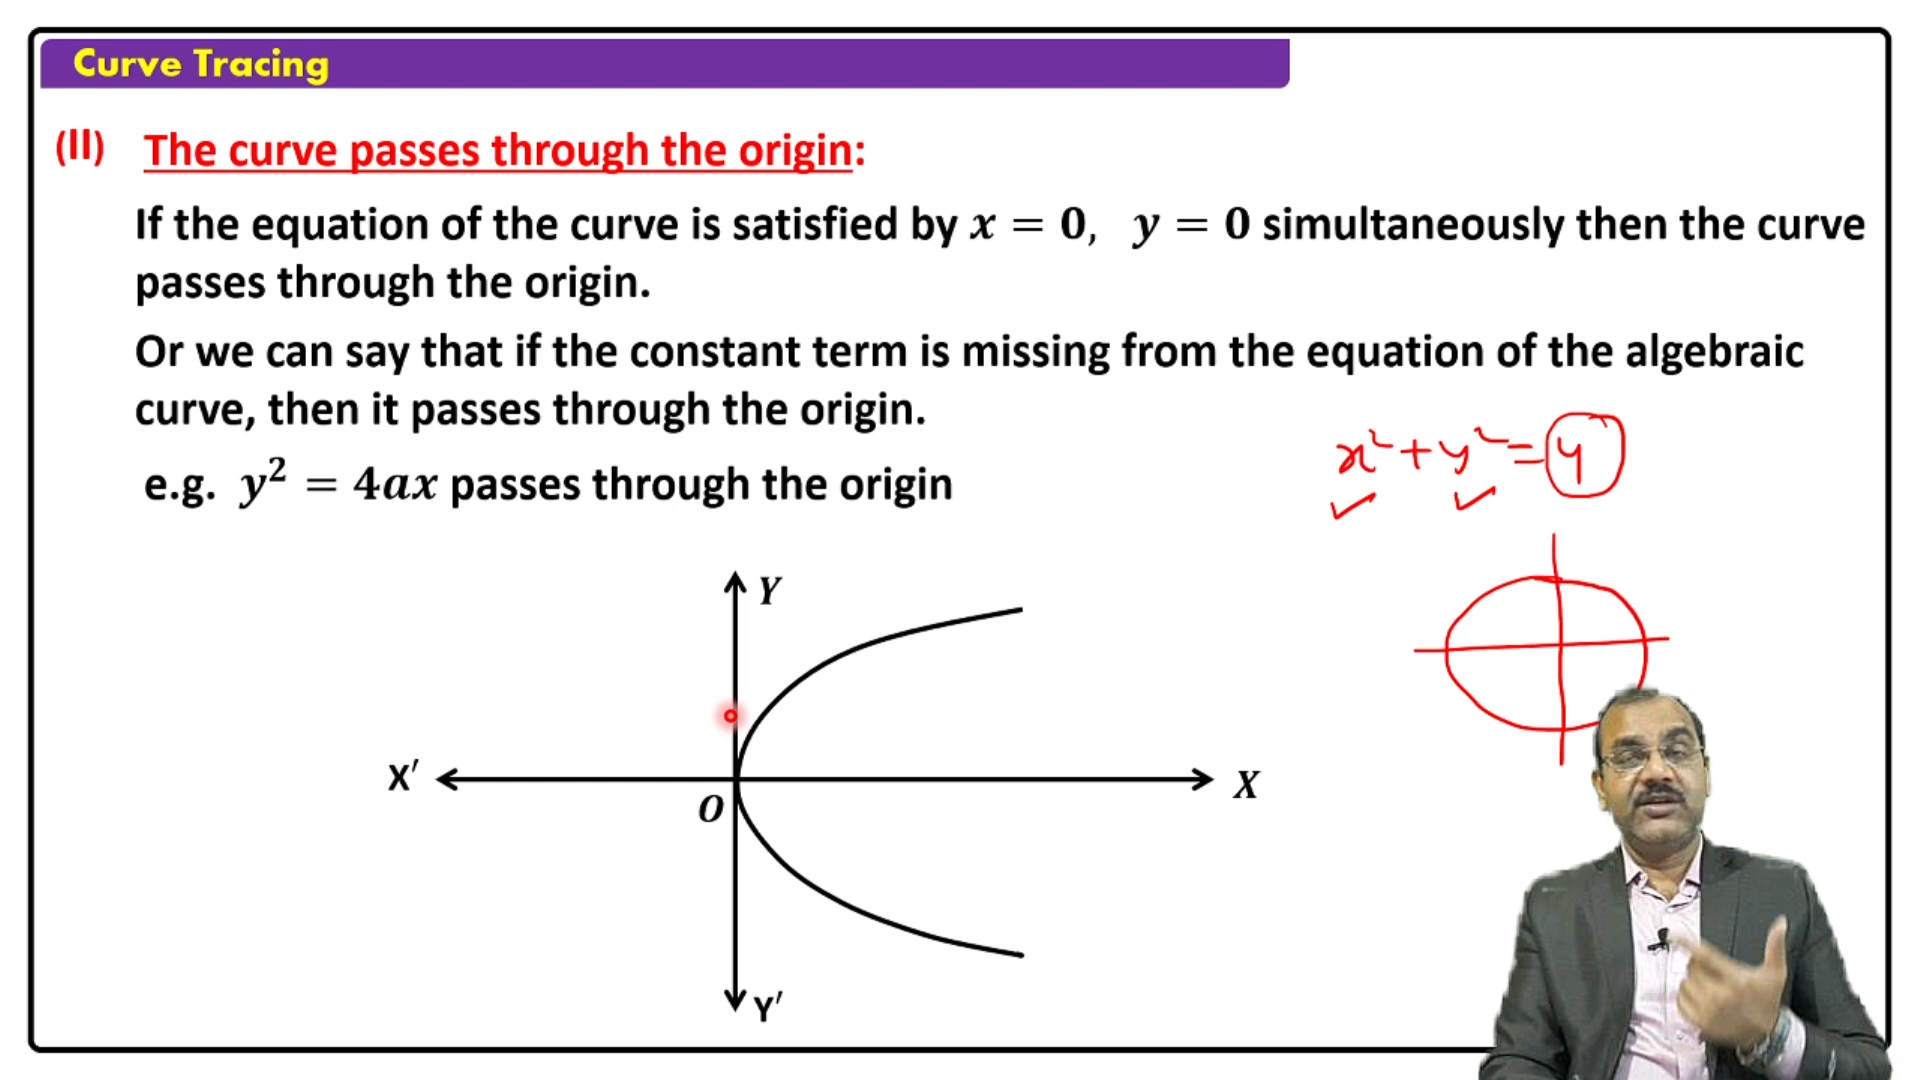 Curve Tracing
(II) The curve passes through the origin:
If the equation of the curve is satisfied by x = 0, y = 0 simultaneously then the curve
passes through the origin.
Or we can say that if the constant term is missing from the equation of the algebraic
curve, then it passes through the origin.
x² + y² = 4
e.g. y² = 4ax passes through the origin
Y
X′
X
O
Y′